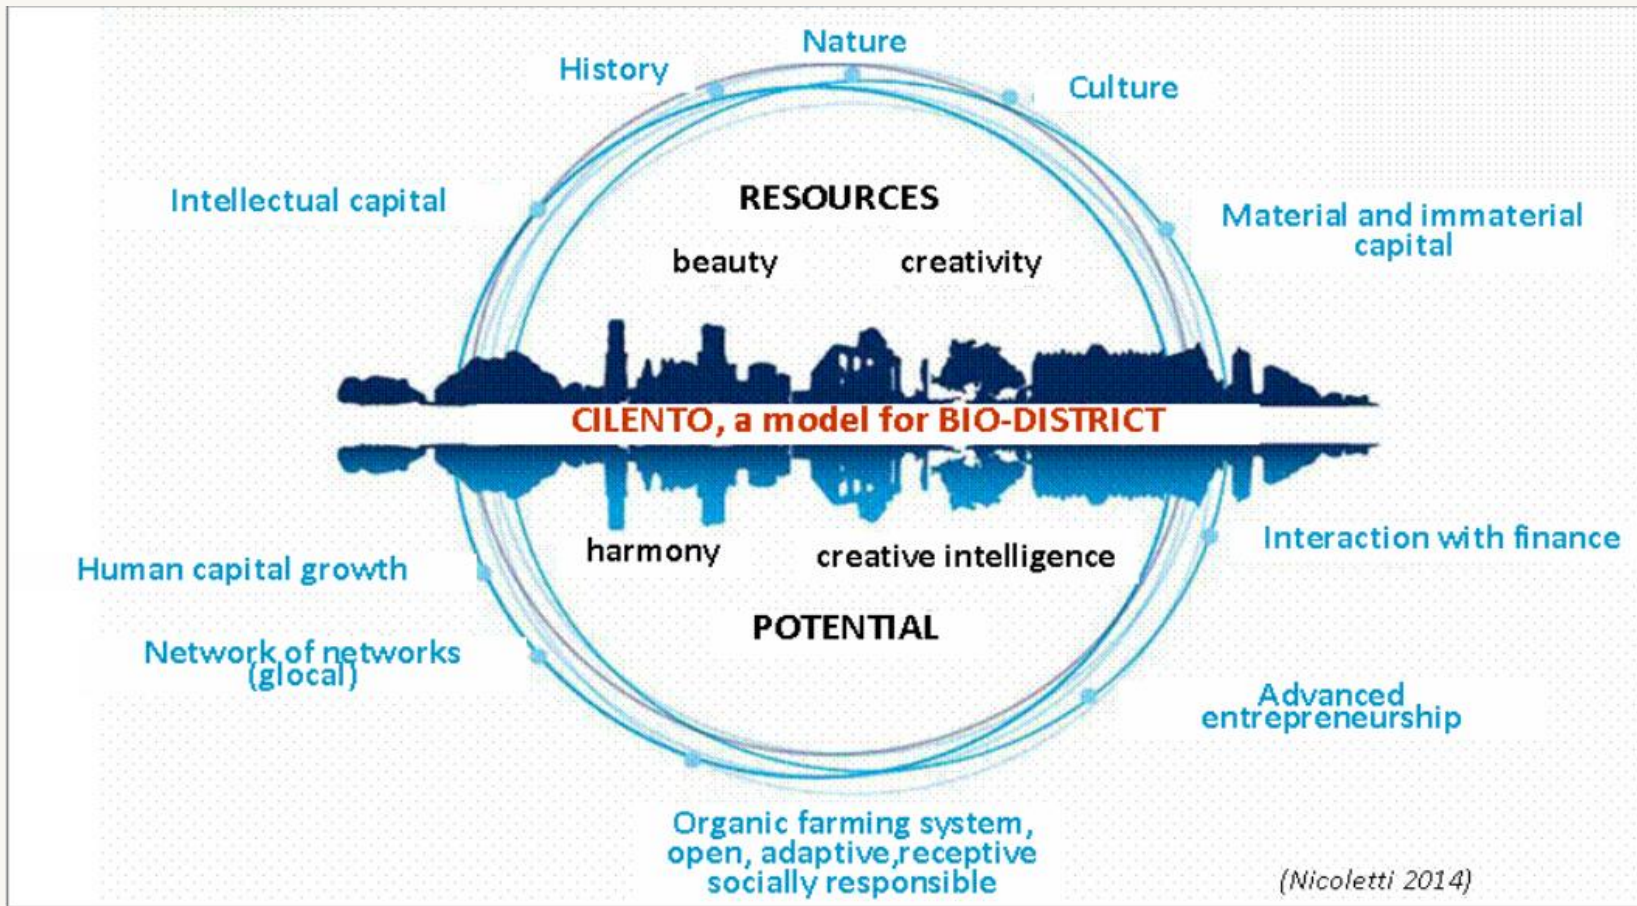 Nature
History
Culture
Intellectual capital
RESOURCES
Material and immaterial
capital
beauty
creativity
CILENTO, a model for BIO-DISTRICT
harmony
creative intelligence
Interaction with finance
Human capital growth
POTENTIAL
Network of networks
(glocal)
Advanced
entrepreneurship
Organic farming system,
open, adaptive,receptive
socially responsible
(Nicoletti 2014)